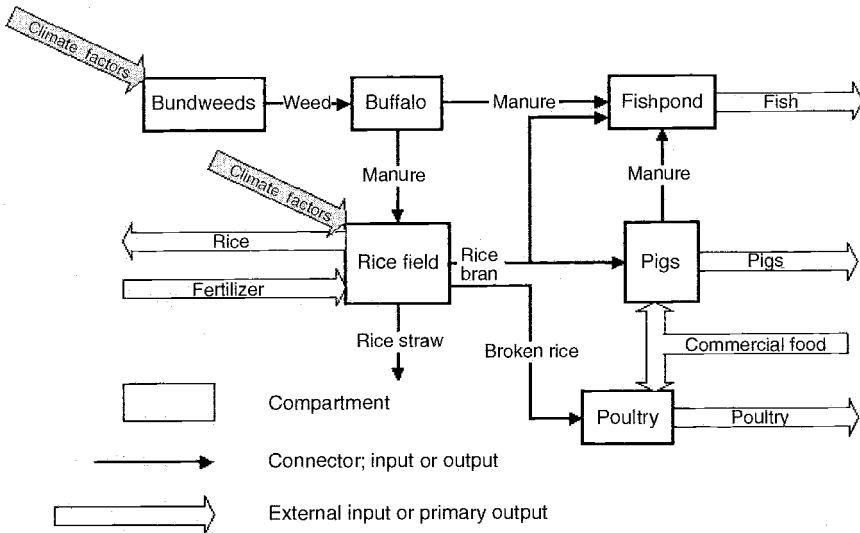 Climate factors
Bundweeds
Weed
Buffalo
Manure
Fishpond
Fish
Manure
Manure
Climate factors
Rice
Fertilizer
Rice field
Rice
bran
Pigs
Pigs
Rice straw
Broken rice
Commercial food
Poultry
Poultry
Compartment
Connector; input or output
External input or primary output